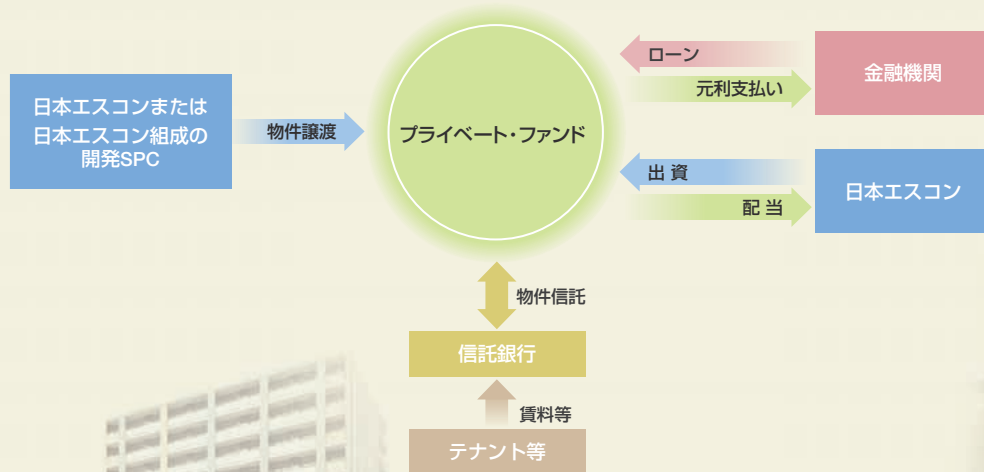 日本エスコンまたは
日本エスコン組成の
開発SPC
物件譲渡
プライベート・ファンド
ローン
元利支払い
金融機関
出 資
配 当
日本エスコン
物件信託
信託銀行
賃料等
テナント等